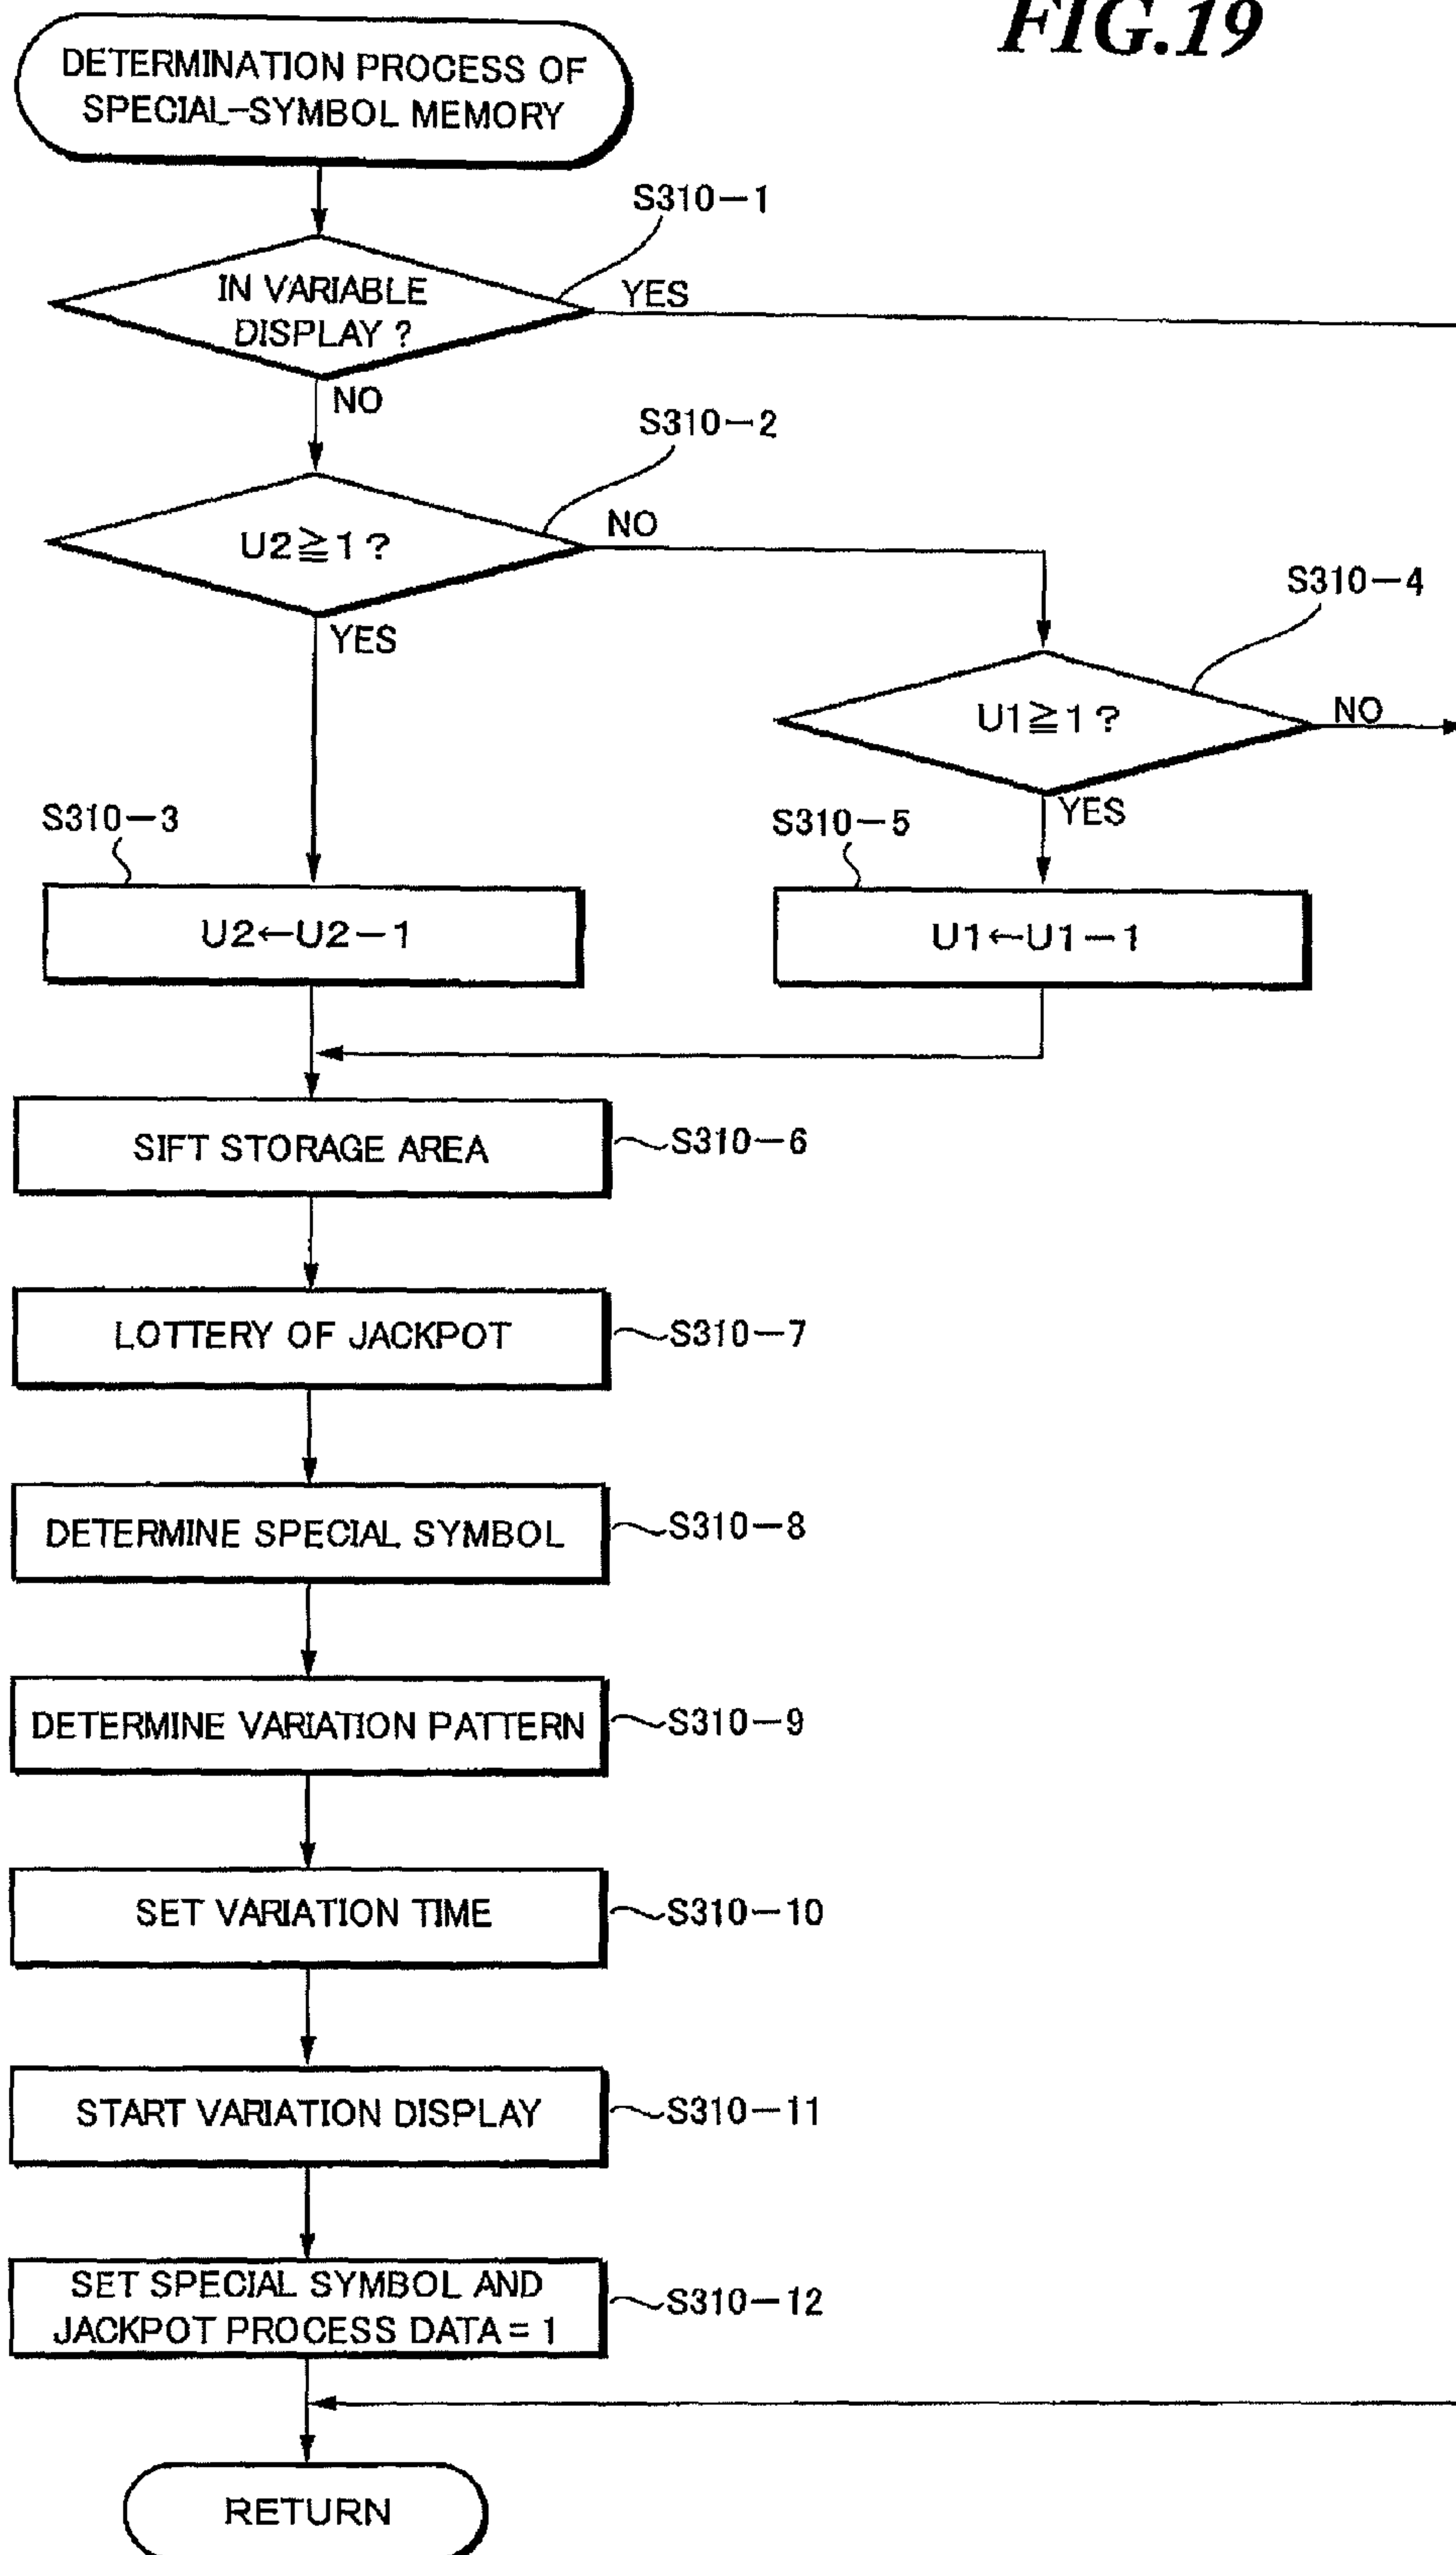 FIG.19
DETERMINATION PROCESS OF
SPECIAL-SYMBOL MEMORY
S310-1
IN VARIABLE
DISPLAY ?
YES
NO
S310-2
U2≧1?
NO
YES
S310-4
U1≧1?
NO
YES
S310-3
U2←U2-1
S310-5
U1←U1-1
SIFT STORAGE AREA
S310-6
LOTTERY OF JACKPOT
S310-7
DETERMINE SPECIAL SYMBOL
S310-8
DETERMINE VARIATION PATTERN
S310-9
SET VARIATION TIME
S310-10
START VARIATION DISPLAY
S310-11
SET SPECIAL SYMBOL AND
JACKPOT PROCESS DATA = 1
S310-12
RETURN